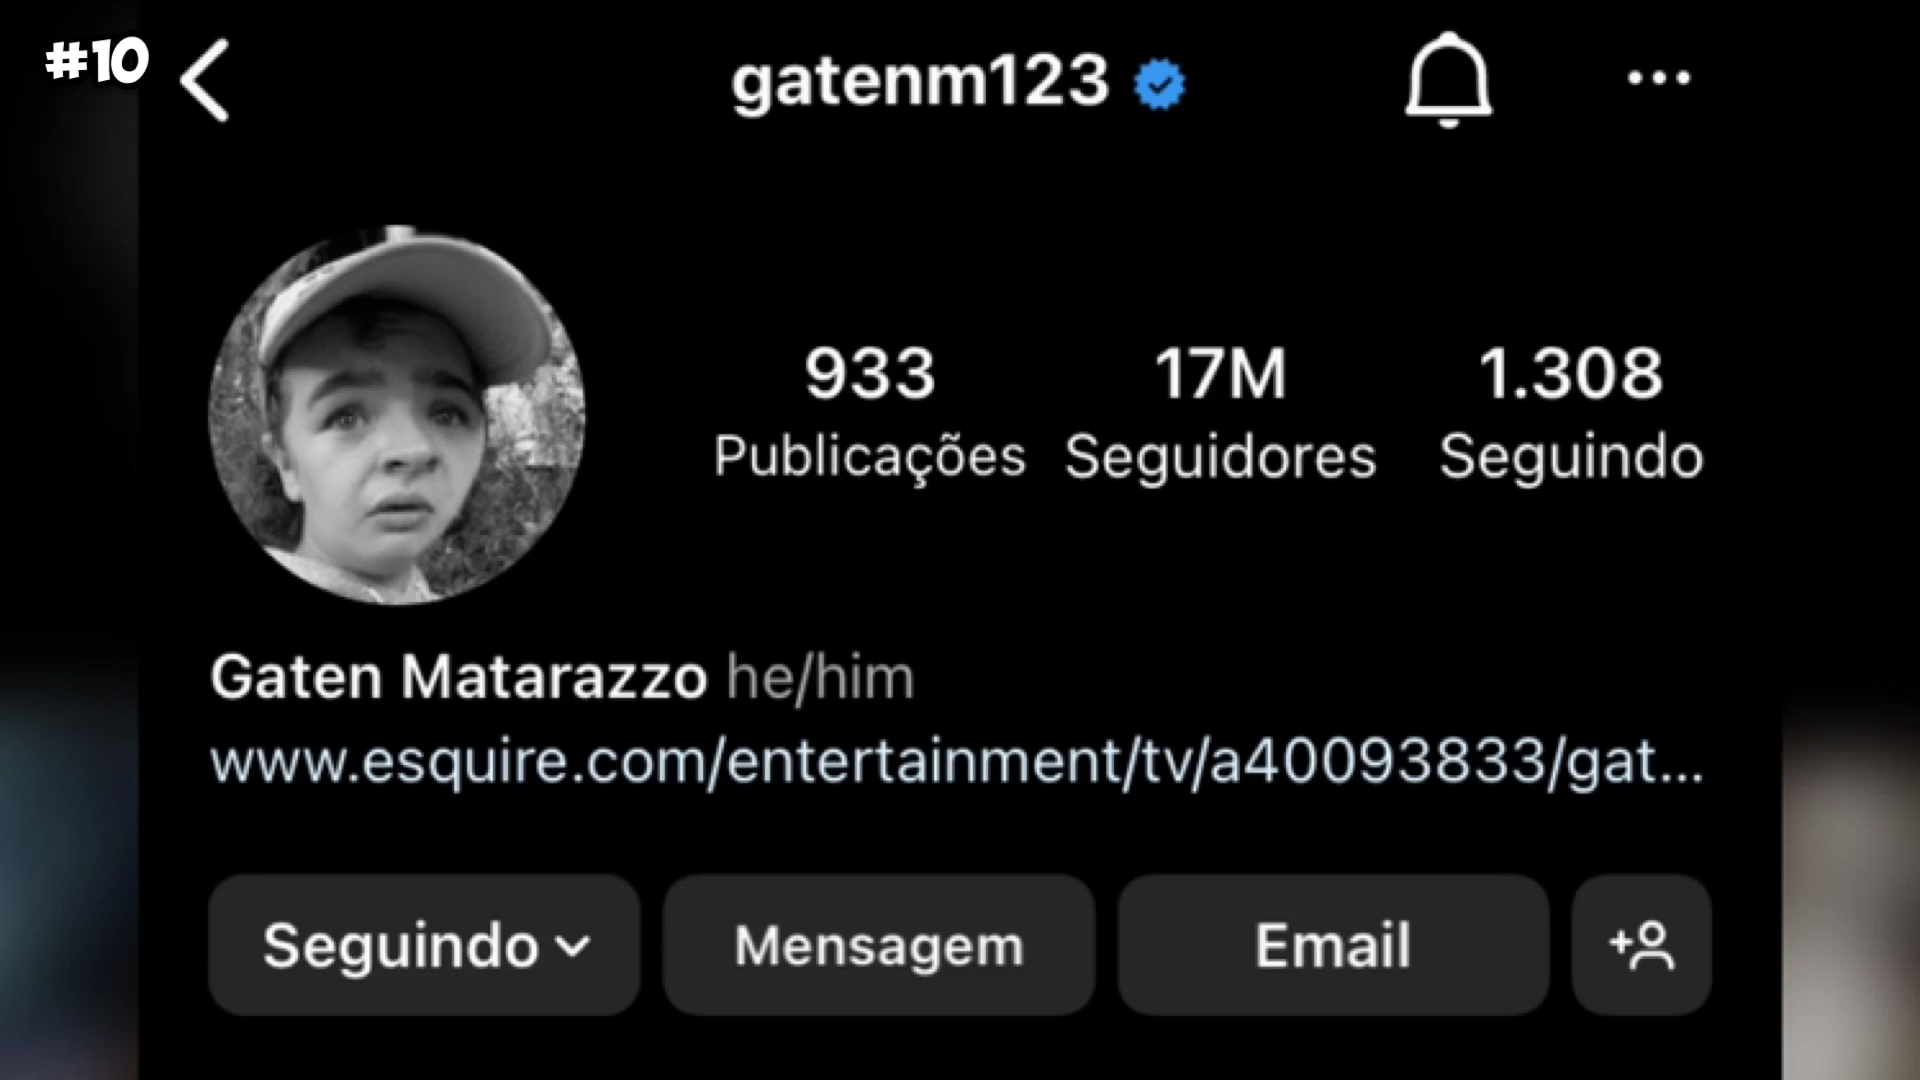 #10
gatenm123
933 17M 1.308
Publicações Seguidores Seguindo
Gaten Matarazzo he/him
www.esquire.com/entertainment/tv/a40093833/gat...
Seguindo Mensagem Email